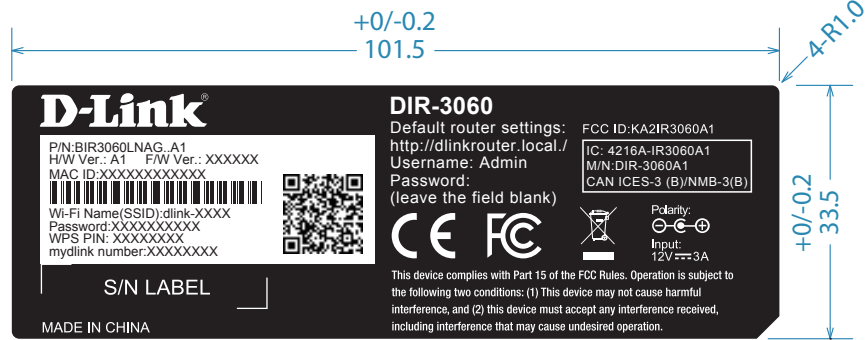 +0/-0.2
101.5
4-R1.0
+0/-0.2
33.5
D-Link®
P/N:BIR3060LNAG..A1
H/W Ver.: A1 F/W Ver.: XXXXXX
MAC ID:XXXXXXXXXXXX
Wi-Fi Name(SSID):dlink-XXXX
Password:XXXXXXXXXX
WPS PIN: XXXXXXXX
mydlink number:XXXXXXXX
S/N LABEL
MADE IN CHINA
DIR-3060
Default router settings:
http://dlinkrouter.local./
Username: Admin
Password:
(leave the field blank)
FCC ID:KA2IR3060A1
IC: 4216A-IR3060A1
M/N:DIR-3060A1
CAN ICES-3 (B)/NMB-3(B)
CE FC
Polarity:
Input:
12V⎓3A
This device complies with Part 15 of the FCC Rules. Operation is subject to
the following two conditions: (1) This device may not cause harmful
interference, and (2) this device must accept any interference received,
including interference that may cause undesired operation.